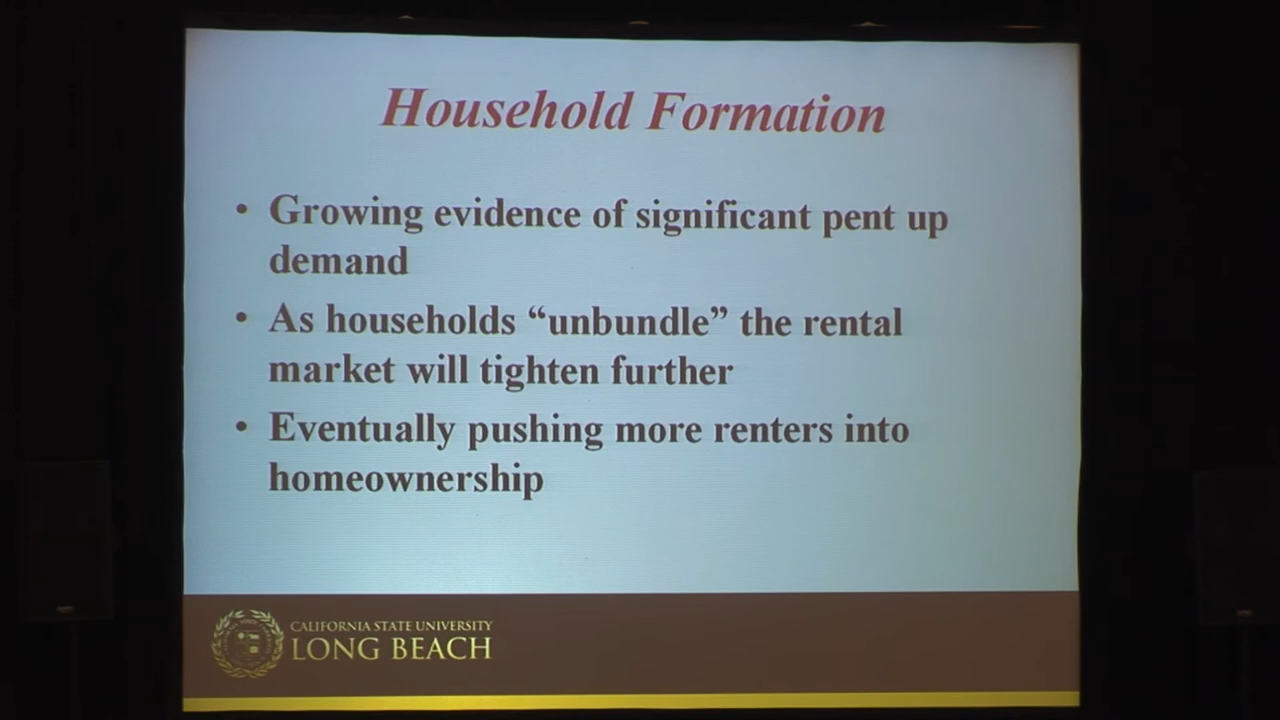 Household Formation
• Growing evidence of significant pent up
demand
• As households “unbundle” the rental
market will tighten further
• Eventually pushing more renters into
homeownership
CALIFORNIA STATE UNIVERSITY
LONG BEACH